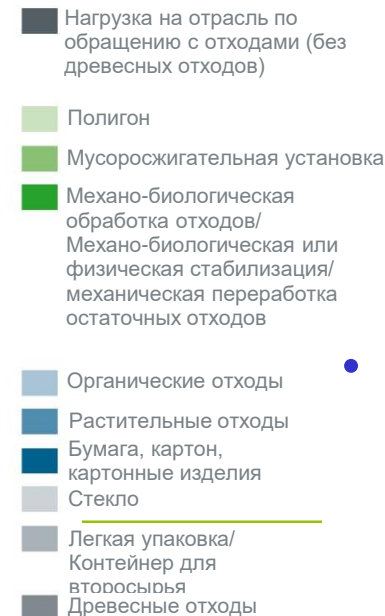 Нагрузка на отрасль по
обращению с отходами (без
древесных отходов)
Полигон
Мусоросжигательная установка
Механо-биологическая
обработка отходов/
Механо-биологическая или
физическая стабилизация/
механическая переработка
остаточных отходов
Органические отходы
Растительные отходы
Бумага, картон,
картонные изделия
Стекло
Легкая упаковка/
Контейнер для
второсырья
Древесные отходы